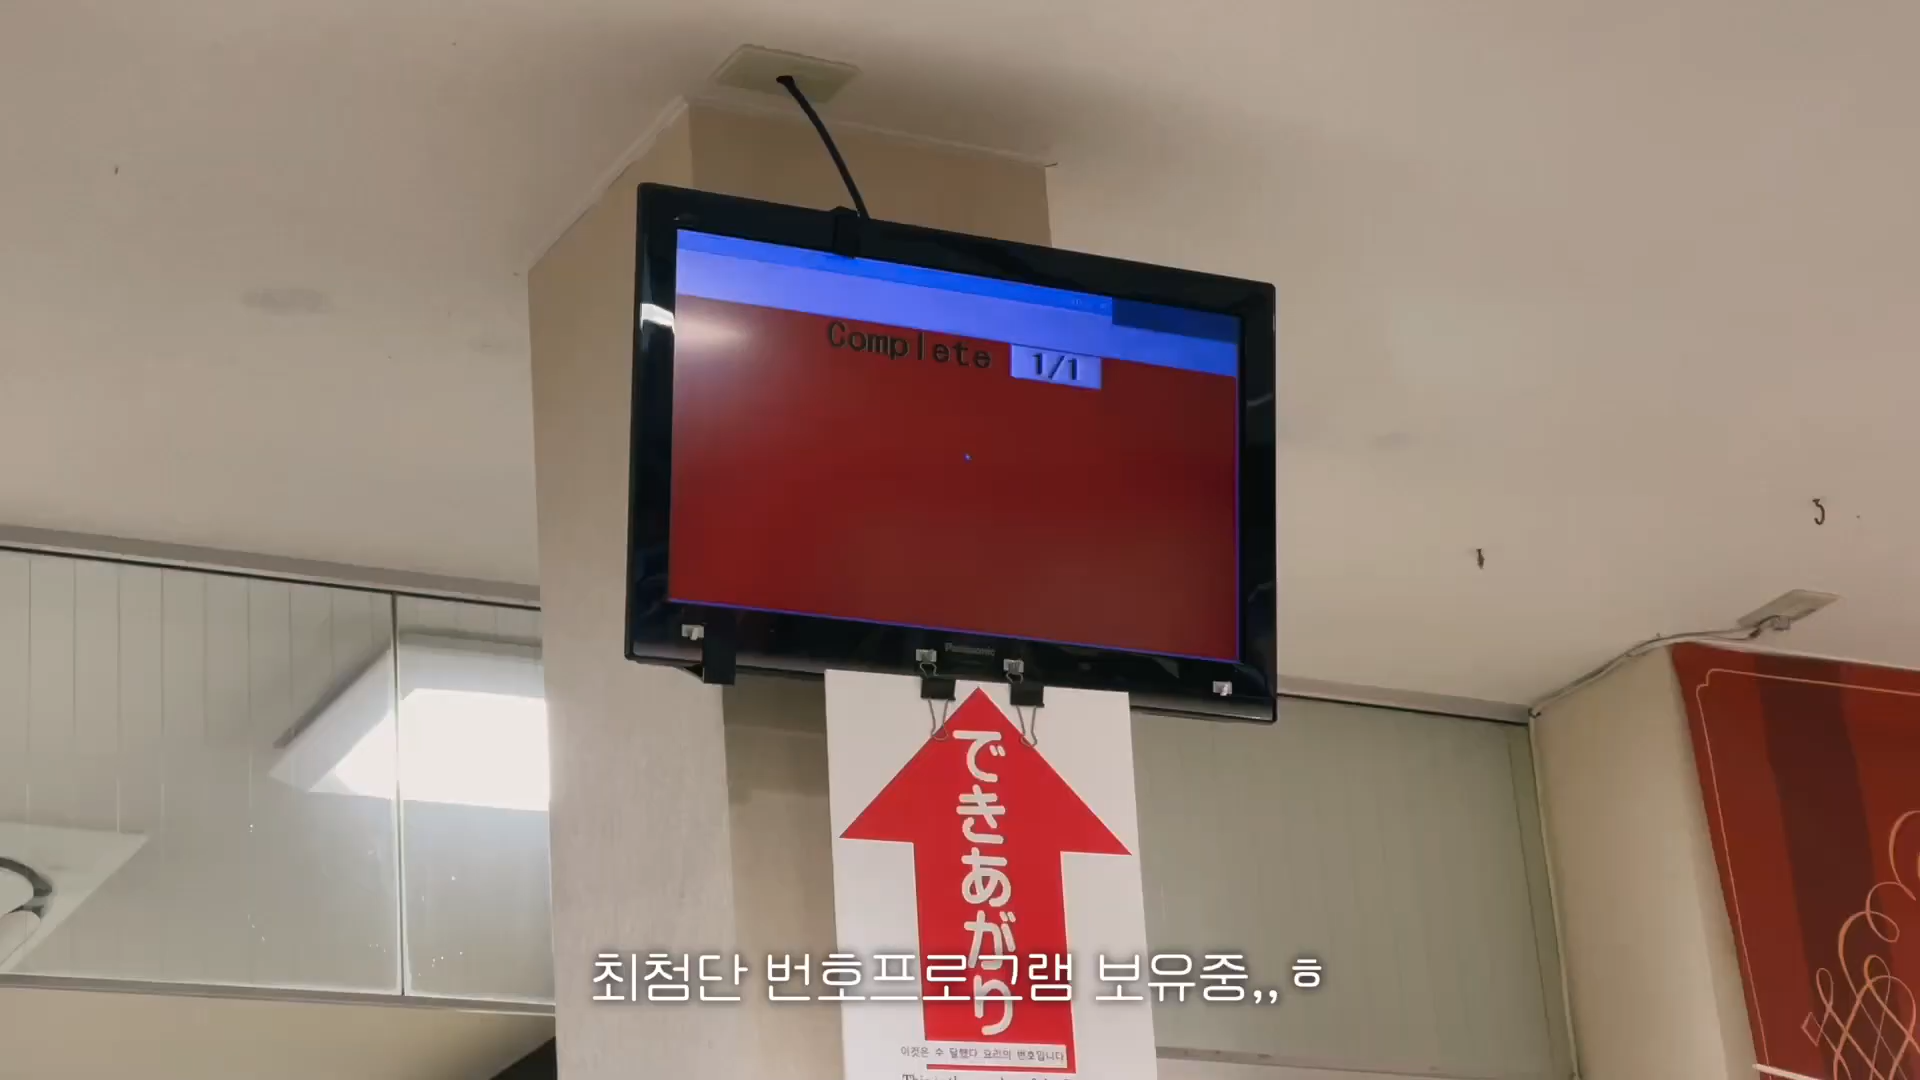 Complete 1/1
Panasonic
できあがり
최첨단 번호프로그램 보유중,,ㅎ
이것은 수 달했다 요리의 번호입니다